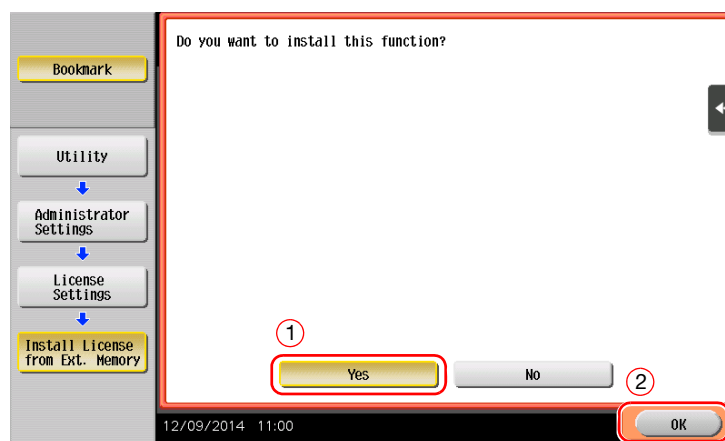 Do you want to install this function?
Bookmark
Utility
Administrator
Settings
License
Settings
Install License
from Ext. Memory
1
Yes
No
2
12/09/2014 11:00
OK